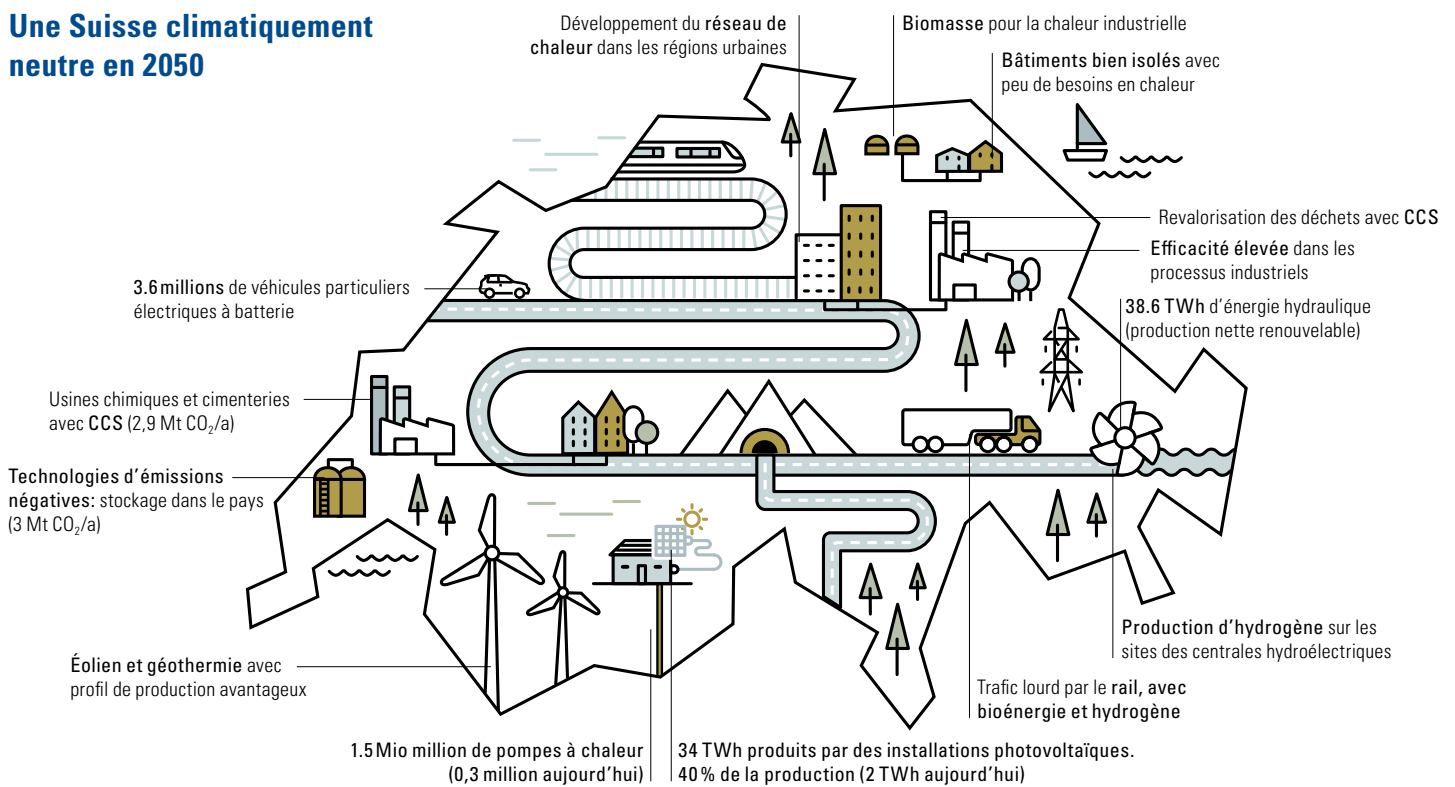 Une Suisse climatiquement
neutre en 2050
Développement du réseau de
chaleur dans les régions urbaines
Biomasse pour la chaleur industrielle
Bâtiments bien isolés avec
peu de besoins en chaleur
Revalorisation des déchets avec CCS
Efficacité élevée dans les
processus industriels
3.6 millions de véhicules particuliers
électriques à batterie
38.6 TWh d'énergie hydraulique
(production nette renouvelable)
Usines chimiques et cimenteries
avec CCS (2,9 Mt CO₂/a)
Technologies d'émissions
négatives: stockage dans le pays
(3 Mt CO₂/a)
Éolien et géothermie avec
profil de production avantageux
Production d'hydrogène sur les
sites des centrales hydroélectriques
Trafic lourd par le rail, avec
bioénergie et hydrogène
1.5 Mio million de pompes à chaleur
(0,3 million aujourd'hui)
34 TWh produits par des installations photovoltaïques.
40 % de la production (2 TWh aujourd'hui)